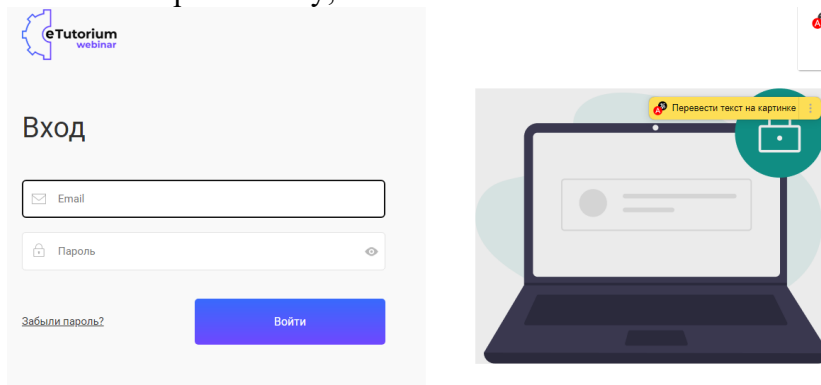 eTutorium
webinar
Перевести текст на картинке
Вход
Email
Пароль
Забыли пароль?
Войти